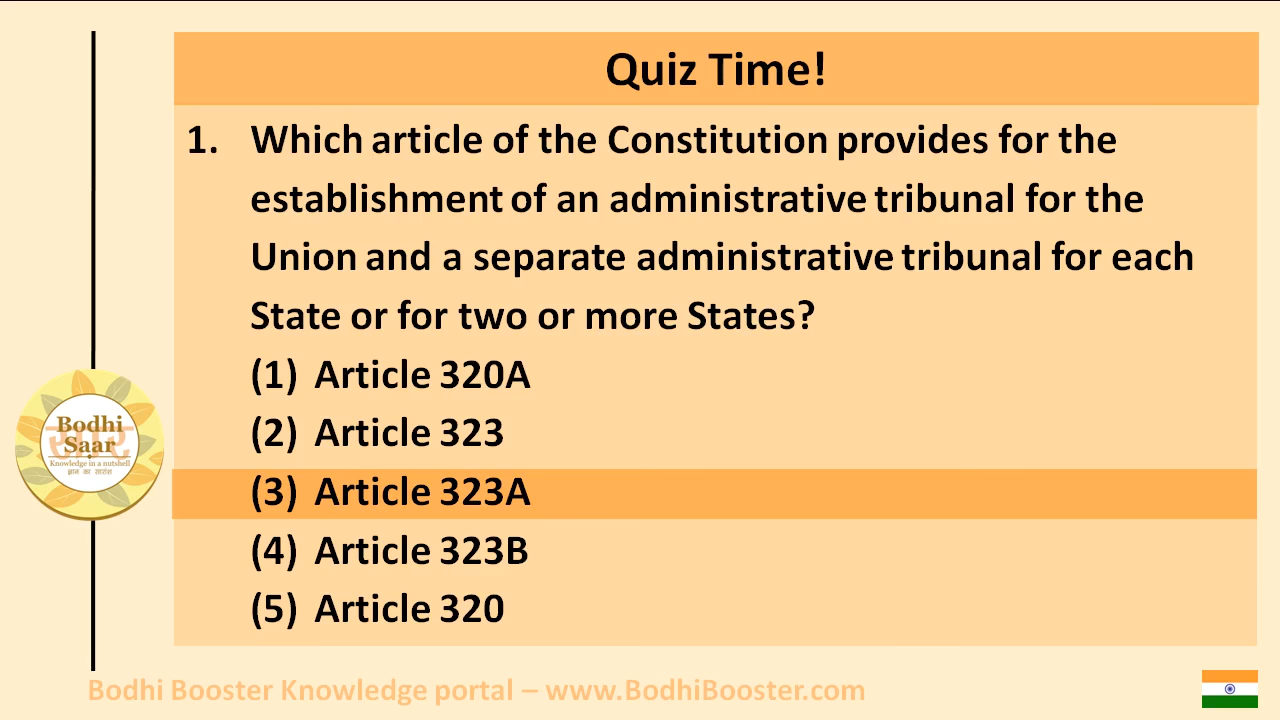 Quiz Time!
1. Which article of the Constitution provides for the
establishment of an administrative tribunal for the
Union and a separate administrative tribunal for each
State or for two or more States?
(1) Article 320A
(2) Article 323
(3) Article 323A
(4) Article 323B
(5) Article 320
Bodhi
Saar
Knowledge in a nutshell
ज्ञान का सारांश
Bodhi Booster Knowledge portal – www.BodhiBooster.com